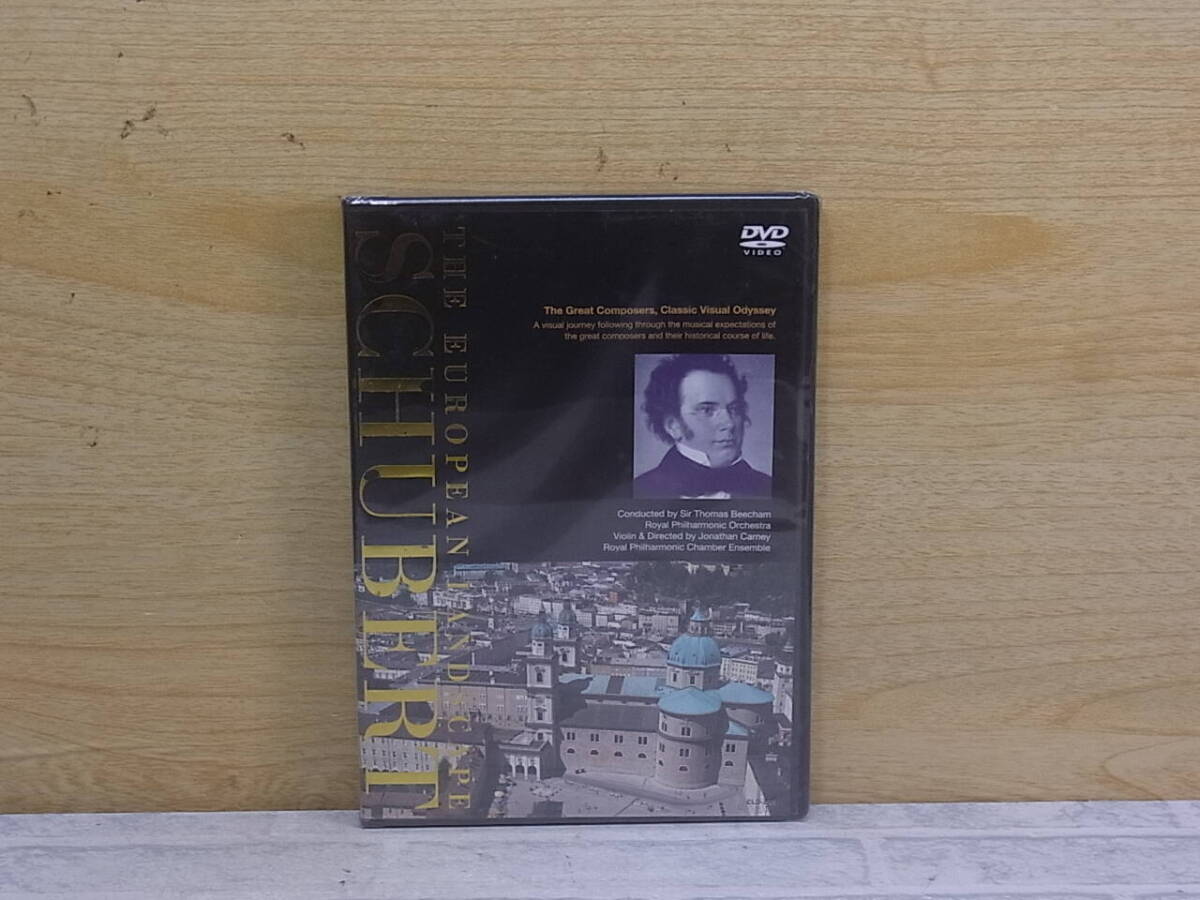 SCHUBERT
THE EUROPEAN LANDSCAPE
DVD
VIDEO
The Great Composers, Classic Visual Odyssey
A visual journey following through the musical expectations of
the great composers and their historical course of life.
Conducted by Sir Thomas Beecham
Royal Philharmonic Orchestra
Violin & Directed by Jonathan Carney
Royal Philharmonic Chamber Ensemble